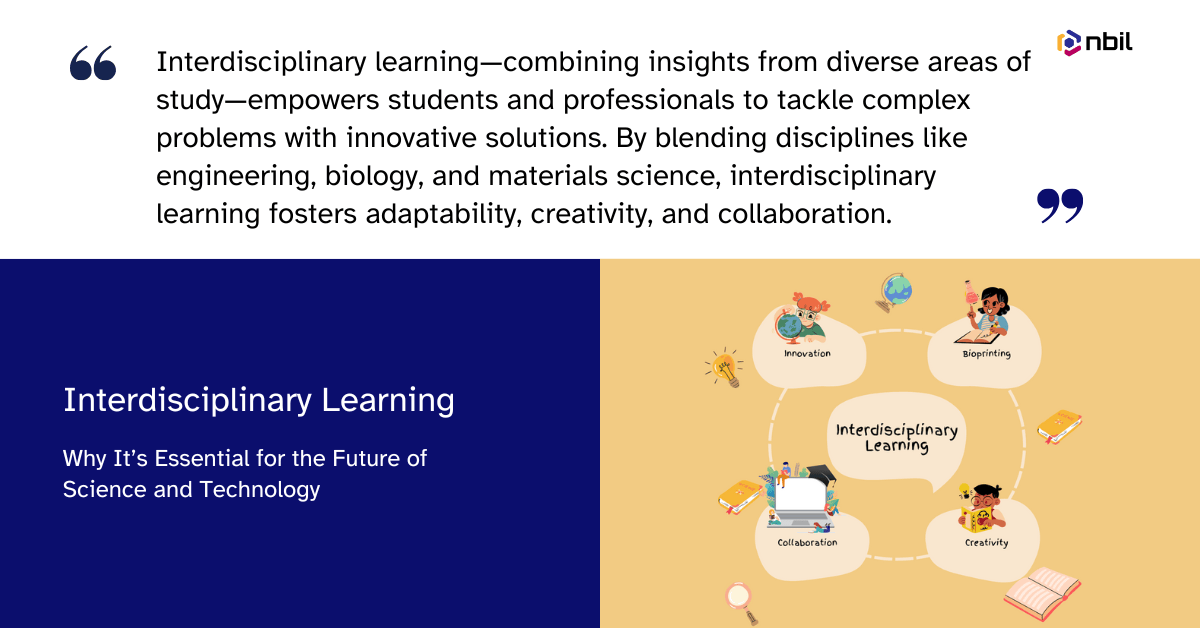 nbil
Interdisciplinary learning—combining insights from diverse areas of
study—empowers students and professionals to tackle complex
problems with innovative solutions. By blending disciplines like
engineering, biology, and materials science, interdisciplinary
learning fosters adaptability, creativity, and collaboration.
Interdisciplinary Learning
Why It’s Essential for the Future of
Science and Technology
Innovation
Bioprinting
Interdisciplinary
Learning
Collaboration
Creativity